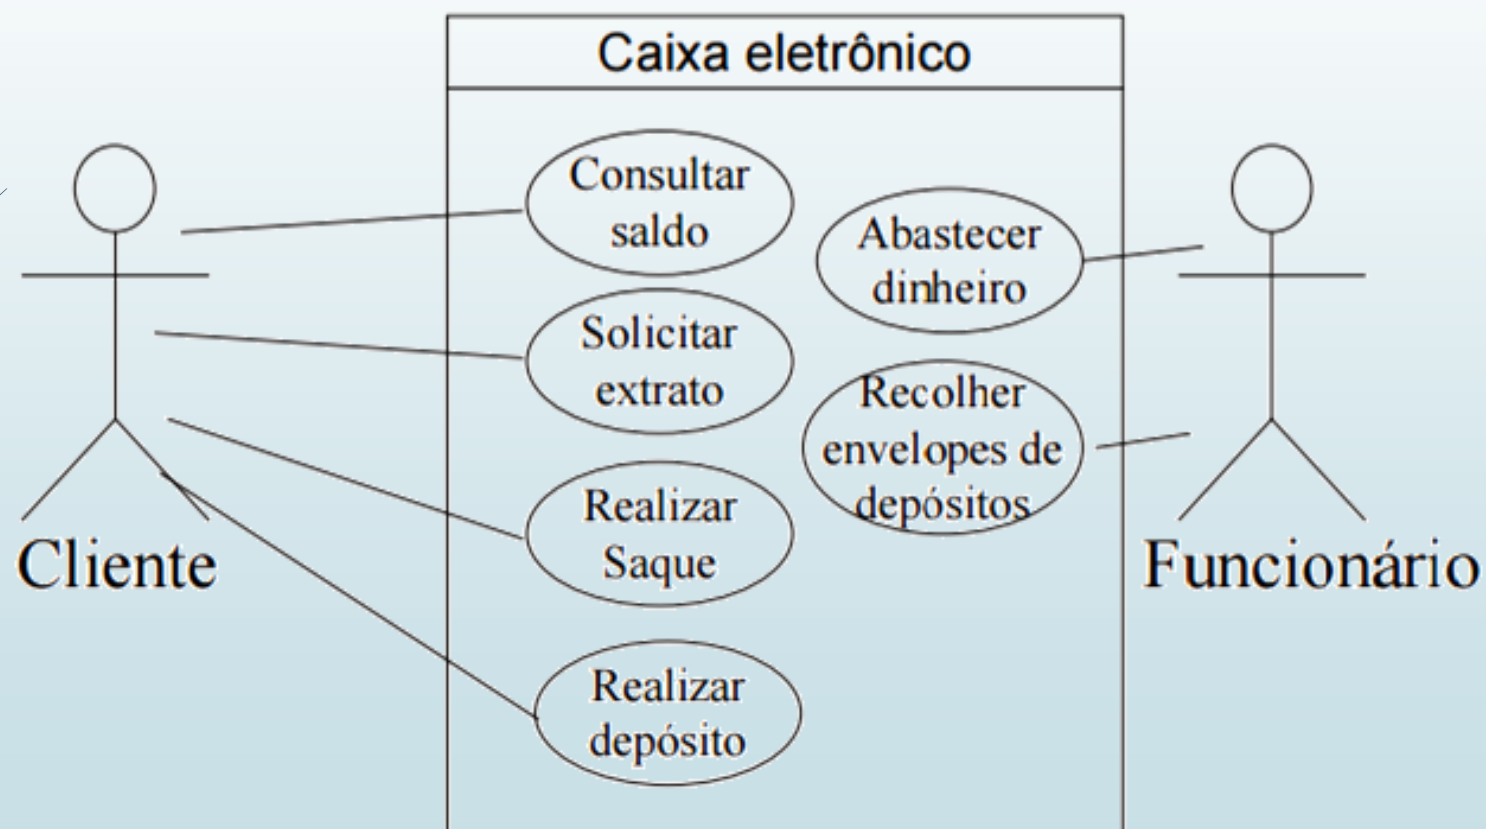 Caixa eletrônico
Consultar
saldo
Solicitar
extrato
Realizar
Saque
Realizar
depósito
Abastecer
dinheiro
Recolher
envelopes de
depósitos
Cliente
Funcionário